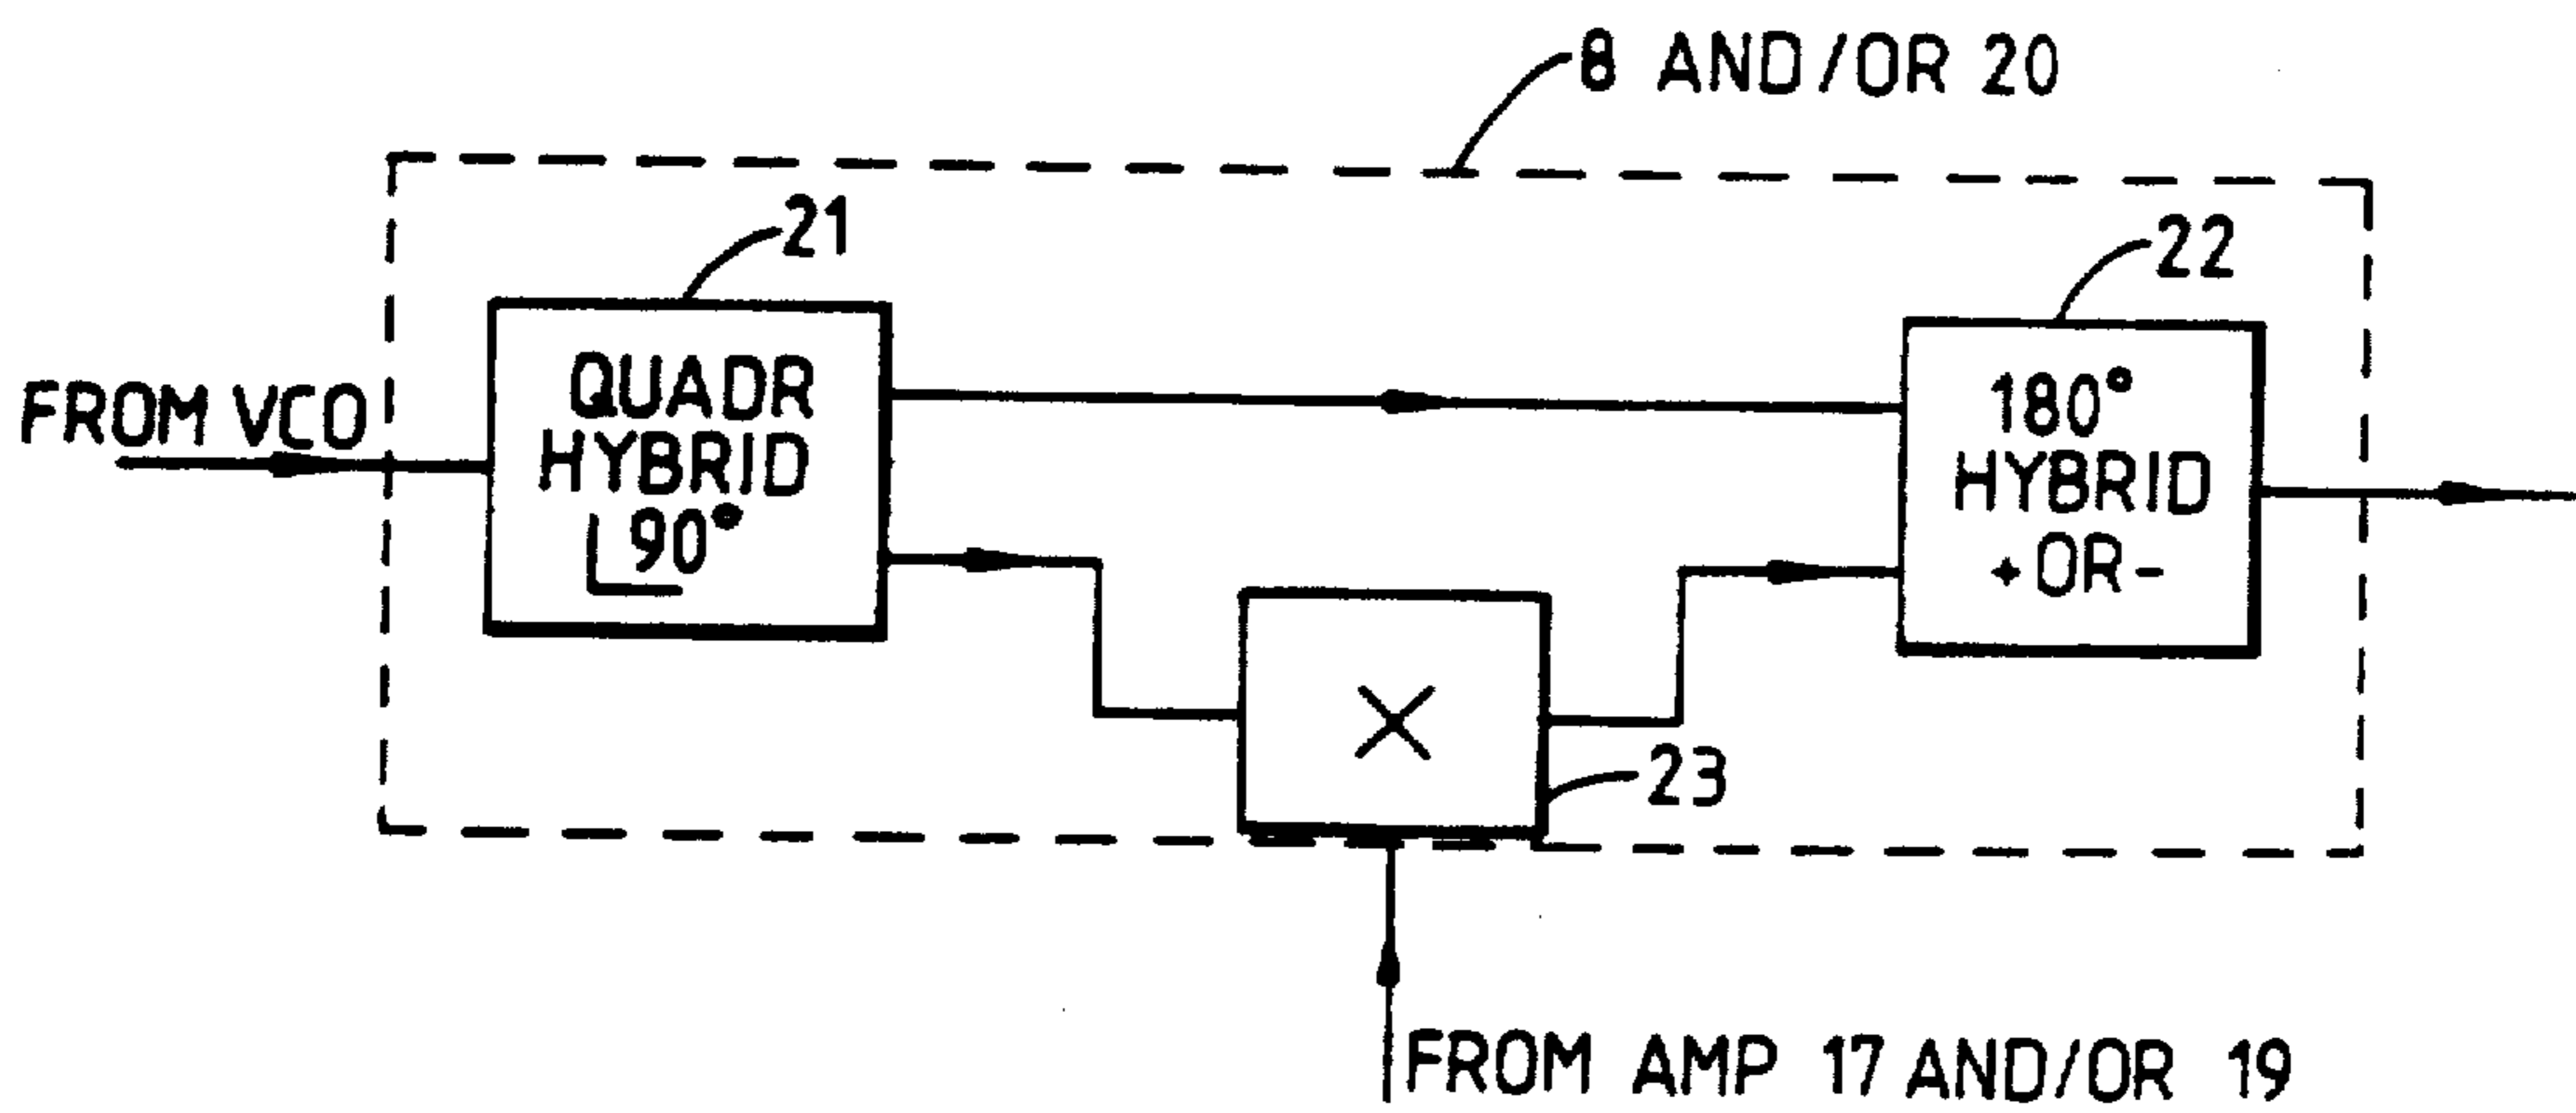 8 AND/OR 20
21
22
FROM VCO
QUADR
HYBRID
90°
180°
HYBRID
+OR-
X
23
FROM AMP 17 AND/OR 19